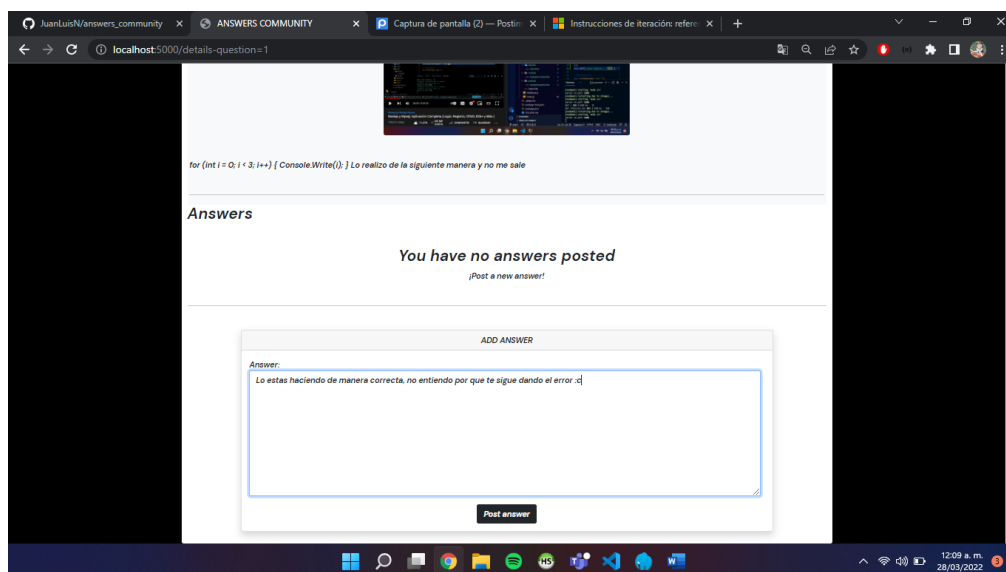 JuanLuisN/answers_community
ANSWERS COMMUNITY
Captura de pantalla (2) — Postim
Instrucciones de iteración: refere
localhost:5000/details-question=1
for (int i = 0; i < 3; i++) { Console.Write(i); } Lo realizo de la siguiente manera y no me sale
Answers
You have no answers posted
¡Post a new answer!
ADD ANSWER
Answer:
Lo estas haciendo de manera correcta, no entiendo por que te sigue dando el error :c
Post answer
HS
12:09 a. m.
28/03/2022
3